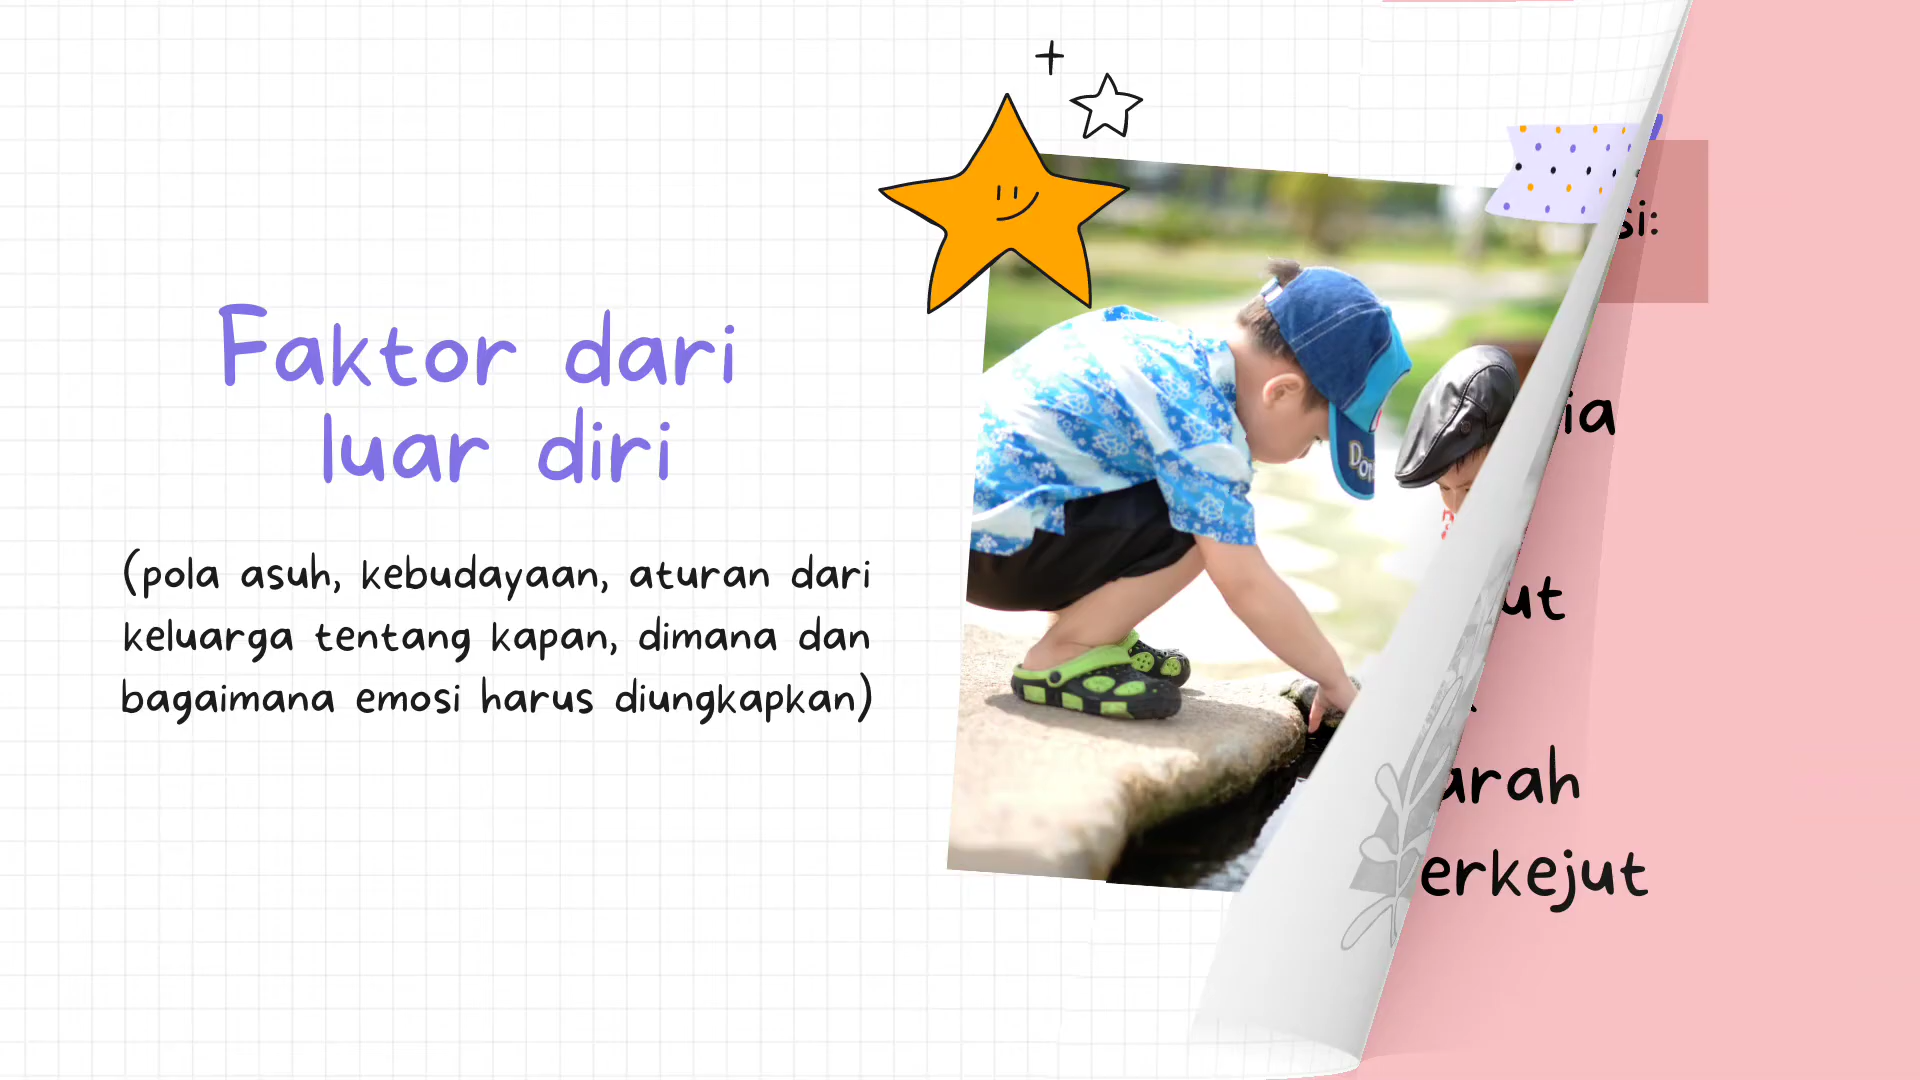 Faktor dari
luar diri
(pola asuh, kebudayaan, aturan dari
keluarga tentang kapan, dimana dan
bagaimana emosi harus diungkapkan)